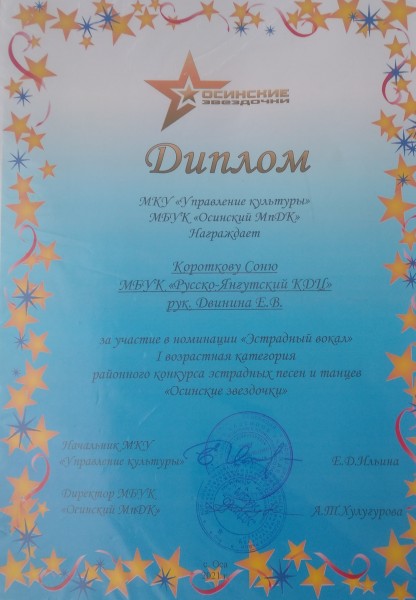 ОСИНСКИЕ
ЗВЕЗДОЧКИ
Диплом
МКУ «Управление культуры»
МБУК «Осинский МпДК»
Награждает
Короткову Соню
МБУК «Русско-Янгутский КДЦ»
рук. Двинина Е.В.
за участие в номинации «Эстрадный вокал»
I возрастная категория
районного конкурса эстрадных песен и танцев
«Осинские звездочки»
Начальник МКУ
«Управление культуры»
Е.Д.Ильина
Директор МБУК
«Осинский МпДК»
А.Т.Хулугурова
с. Оса
2021